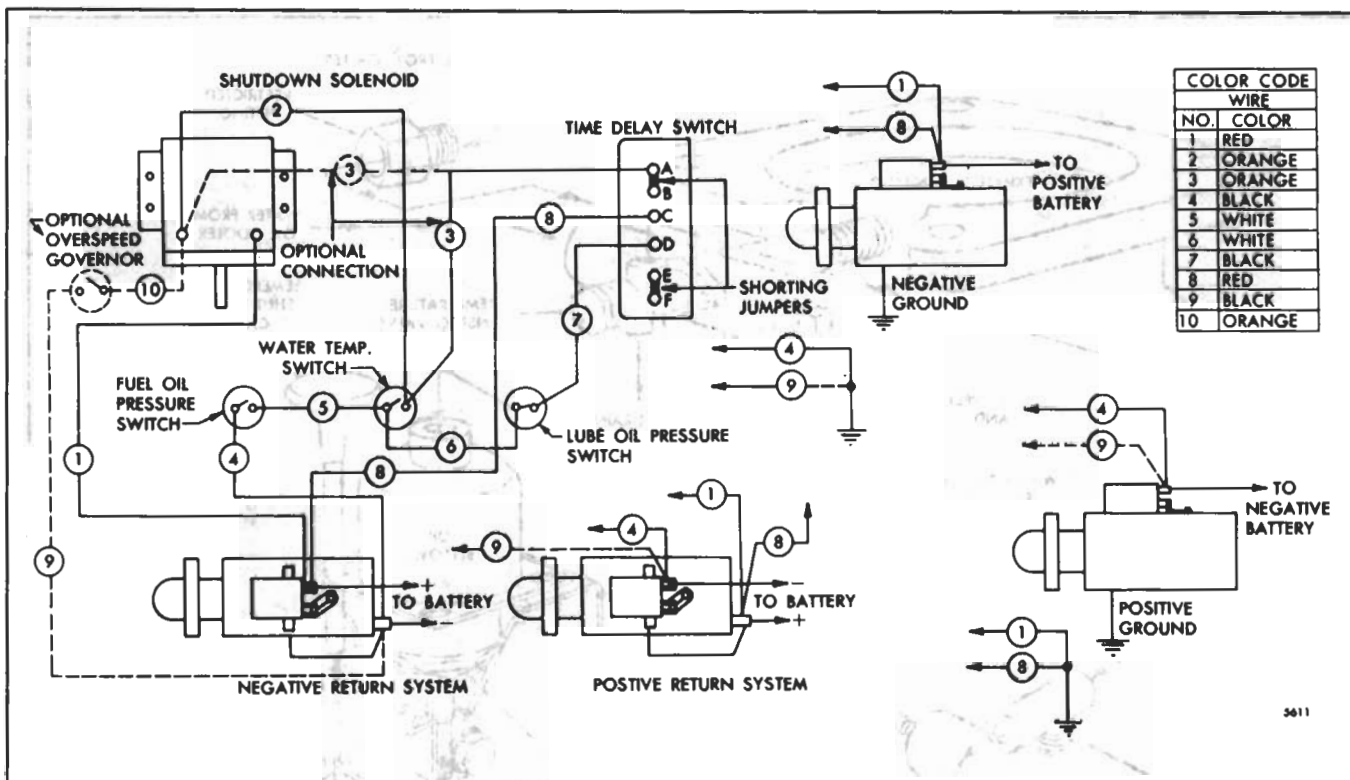 SHUTDOWN SOLENOID
2
TIME DELAY SWITCH
1
8
TO
POSITIVE
BATTERY
COLOR CODE
WIRE
NO. COLOR
1 RED
2 ORANGE
3 ORANGE
4 BLACK
5 WHITE
6 WHITE
7 BLACK
8 RED
9 BLACK
10 ORANGE
3
A
B
C
D
E
F
8
3
OPTIONAL
OVERSPEED
GOVERNOR
10
OPTIONAL
CONNECTION
SHORTING
JUMPERS
NEGATIVE
GROUND
7
WATER TEMP.
SWITCH
4
9
FUEL OIL
PRESSURE
SWITCH
5
6
LUBE OIL PRESSURE
SWITCH
1
4
8
4
9
TO
NEGATIVE
BATTERY
9
+
TO BATTERY
-
NEGATIVE RETURN SYSTEM
9
4
1
8
-
TO BATTERY
+
POSTIVE RETURN SYSTEM
POSITIVE
GROUND
1
8
5611